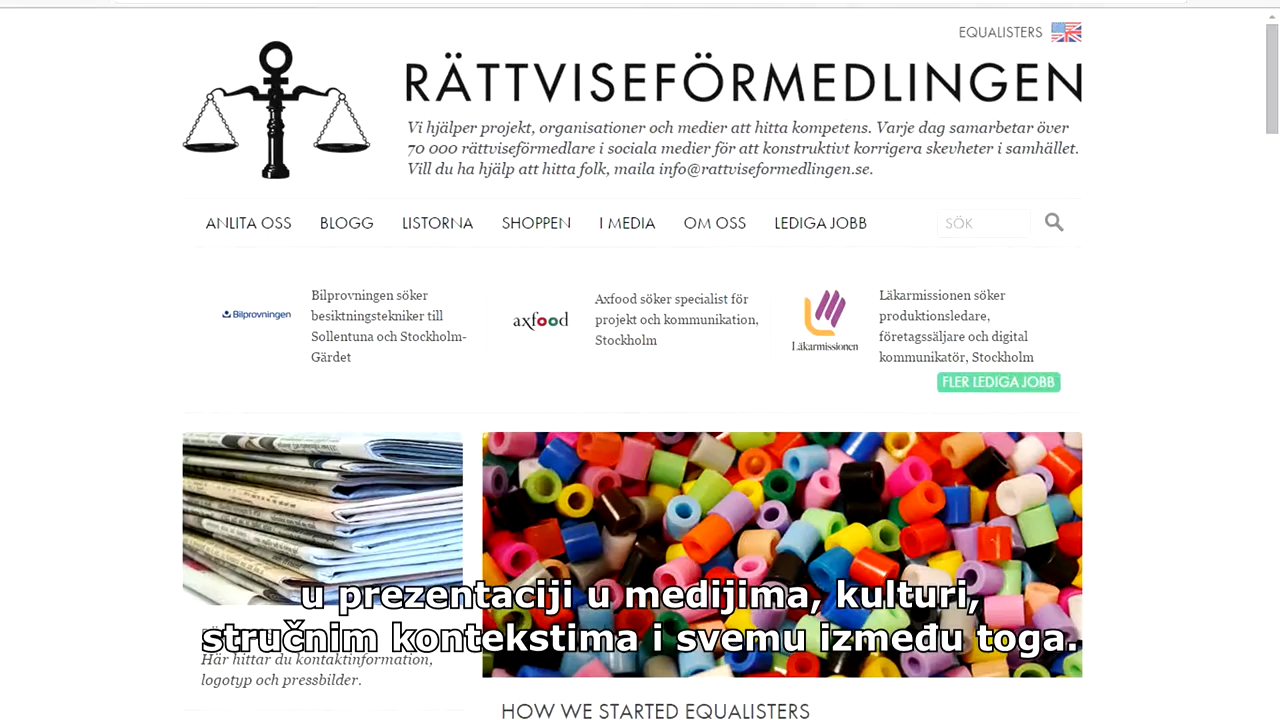 EQUALISTERS
RÄTTVISEFÖRMEDLINGEN
Vi hjälper projekt, organisationer och medier att hitta kompetens. Varje dag samarbetar över
70 000 rättviseförmedlare i sociala medier för att konstruktivt korrigera skevheter i samhället.
Vill du ha hjälp att hitta folk, maila info@rattviseformedlingen.se.
ANLITA OSS BLOGG LISTORNA SHOPPEN I MEDIA OM OSS LEDIGA JOBB SÖK
Bilprovningen
Bilprovningen söker
besiktningstekniker till
Sollentuna och Stockholm-
Gärdet
axfood
Axfood söker specialist för
projekt och kommunikation,
Stockholm
Läkarmissionen
Läkarmissionen söker
produktionsledare,
företagssäljare och digital
kommunikatör, Stockholm
FLER LEDIGA JOBB
u prezentaciji u medijima, kulturi,
stručnim kontekstima i svemu između toga.
Här hittar du kontaktinformation,
logotyp och pressbilder.
HOW WE STARTED EQUALISTERS